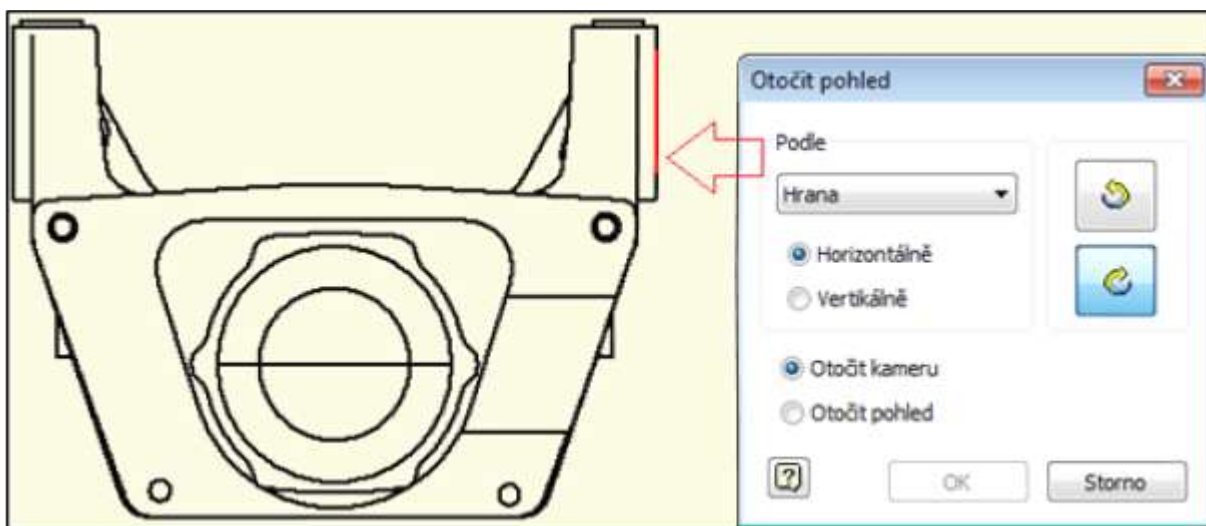 Otočit pohled
Podle
Hrana
Horizontálně
Vertikálně
Otočit kameru
Otočit pohled
OK
Storno